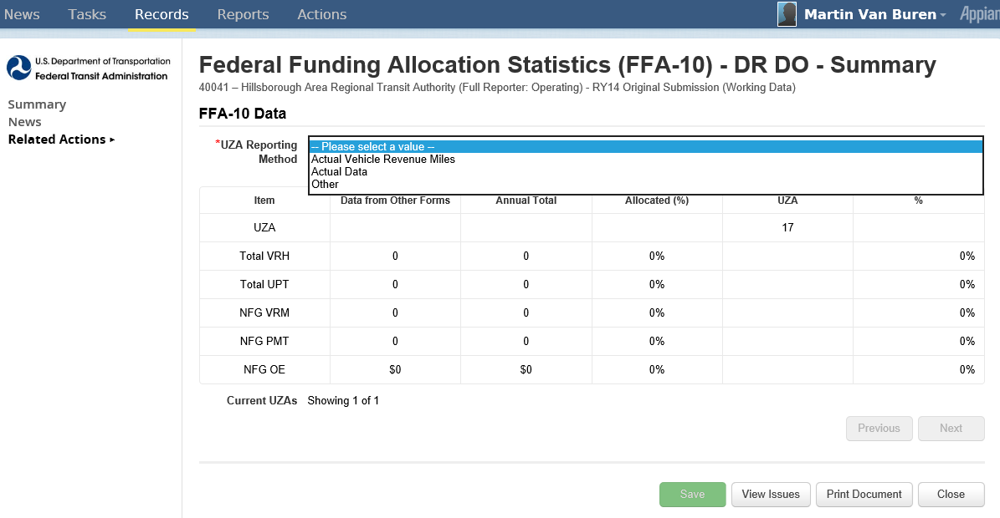 News Tasks Records Reports Actions Martin Van Buren Appian
U.S. Department of Transportation
Federal Transit Administration
Summary
News
Related Actions
Federal Funding Allocation Statistics (FFA-10) - DR DO - Summary
40041 – Hillsborough Area Regional Transit Authority (Full Reporter: Operating) - RY14 Original Submission (Working Data)
FFA-10 Data
*UZA Reporting Method
-- Please select a value --
Actual Vehicle Revenue Miles
Actual Data
Other
Item Data from Other Forms Annual Total Allocated (%) UZA %
UZA 17
Total VRH 0 0 0% 0%
Total UPT 0 0 0% 0%
NFG VRM 0 0 0% 0%
NFG PMT 0 0 0% 0%
NFG OE $0 $0 0% 0%
Current UZAs Showing 1 of 1
Previous Next
Save View Issues Print Document Close